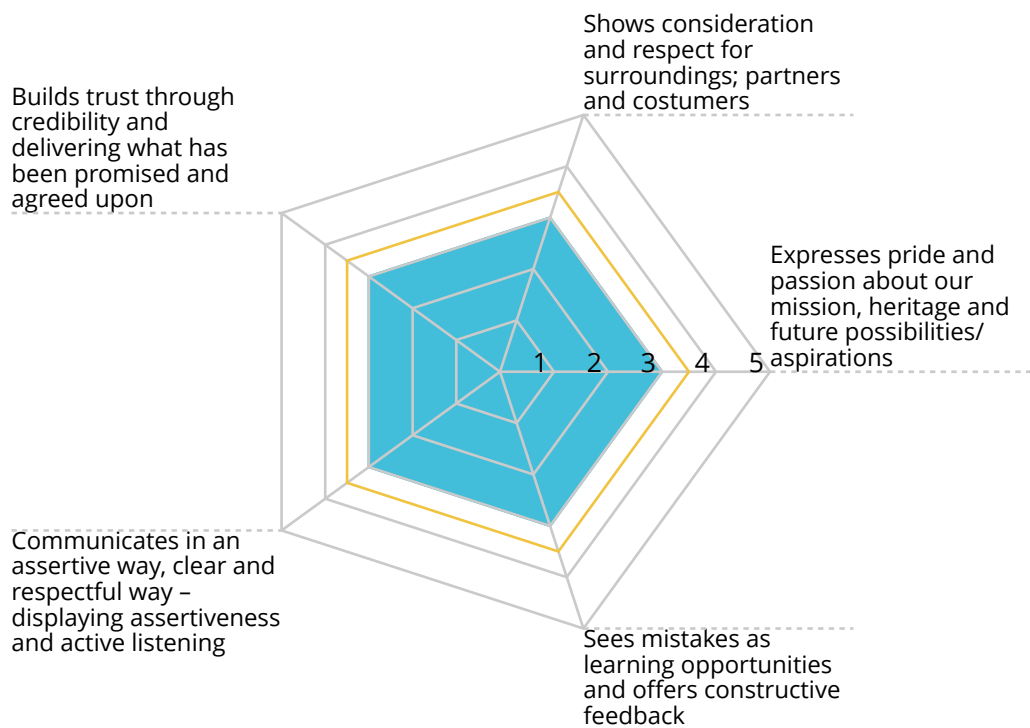 Shows consideration
and respect for
surroundings; partners
and costumers
Builds trust through
credibility and
delivering what has
been promised and
agreed upon
Expresses pride and
passion about our
mission, heritage and
future possibilities/
aspirations
1 2 3 4 5
Communicates in an
assertive way, clear and
respectful way –
displaying assertiveness
and active listening
Sees mistakes as
learning opportunities
and offers constructive
feedback